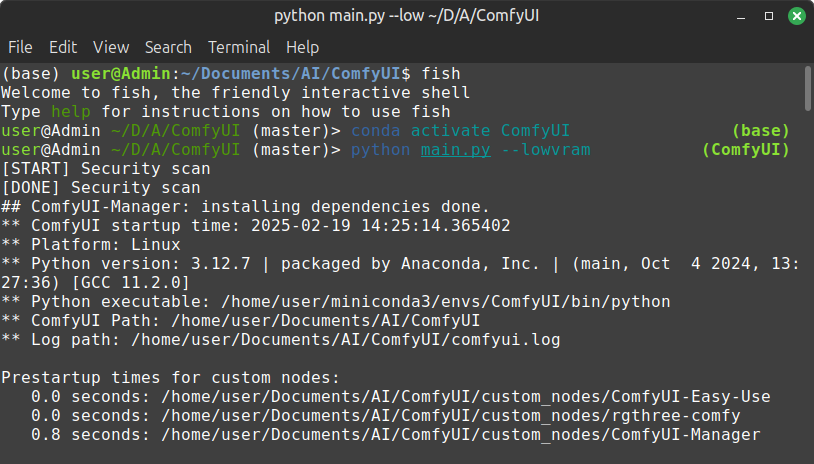 python main.py --low ~/D/A/ComfyUI
File Edit View Search Terminal Help
(base) user@Admin:~/Documents/AI/ComfyUI$ fish
Welcome to fish, the friendly interactive shell
Type help for instructions on how to use fish
user@Admin ~/D/A/ComfyUI (master)> conda activate ComfyUI (base)
user@Admin ~/D/A/ComfyUI (master)> python main.py --lowvram (ComfyUI)
[START] Security scan
[DONE] Security scan
## ComfyUI-Manager: installing dependencies done.
** ComfyUI startup time: 2025-02-19 14:25:14.365402
** Platform: Linux
** Python version: 3.12.7 | packaged by Anaconda, Inc. | (main, Oct  4 2024, 13:
27:36) [GCC 11.2.0]
** Python executable: /home/user/miniconda3/envs/ComfyUI/bin/python
** ComfyUI Path: /home/user/Documents/AI/ComfyUI
** Log path: /home/user/Documents/AI/ComfyUI/comfyui.log
Prestartup times for custom nodes:
0.0 seconds: /home/user/Documents/AI/ComfyUI/custom_nodes/ComfyUI-Easy-Use
0.0 seconds: /home/user/Documents/AI/ComfyUI/custom_nodes/rgthree-comfy
0.8 seconds: /home/user/Documents/AI/ComfyUI/custom_nodes/ComfyUI-Manager